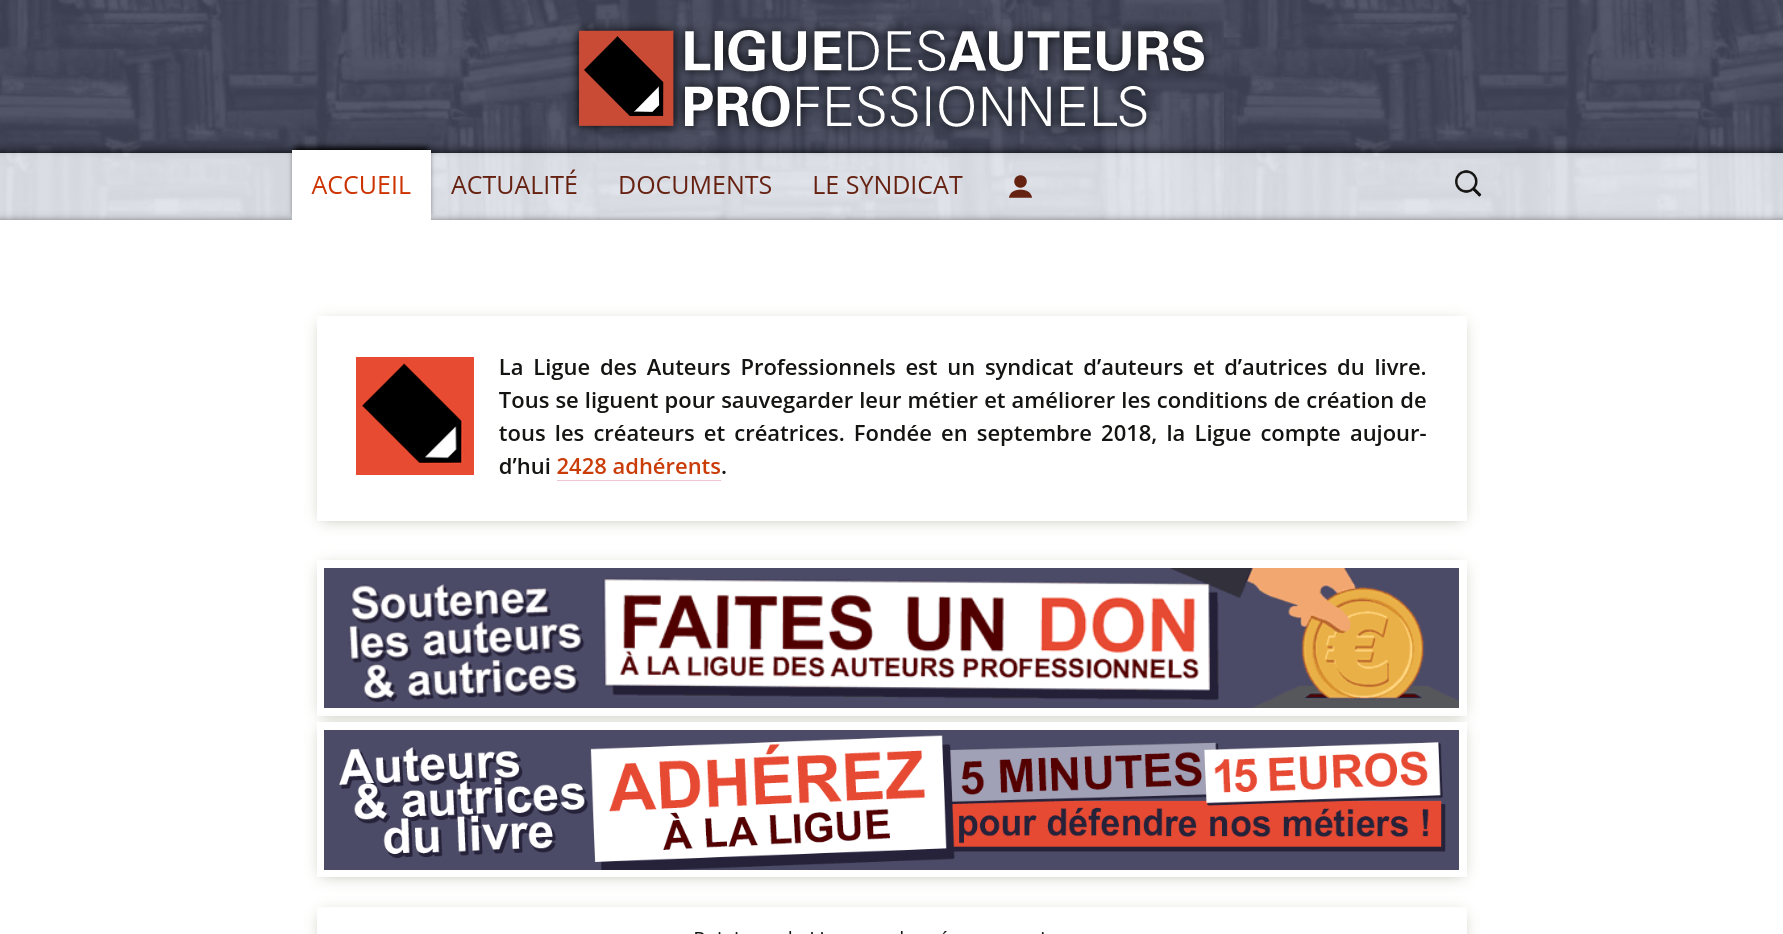 LIGUEDESAUTEURS
PROFESSIONNELS
ACCUEIL ACTUALITÉ DOCUMENTS LE SYNDICAT
La Ligue des Auteurs Professionnels est un syndicat d’auteurs et d’autrices du livre.
Tous se liguent pour sauvegarder leur métier et améliorer les conditions de création de
tous les créateurs et créatrices. Fondée en septembre 2018, la Ligue compte aujour-
d’hui 2428 adhérents.
Soutenez
les auteurs
& autrices
FAITES UN DON
À LA LIGUE DES AUTEURS PROFESSIONNELS
Auteurs
& autrices
du livre
ADHÉREZ
À LA LIGUE
5 MINUTES 15 EUROS
pour défendre nos métiers !